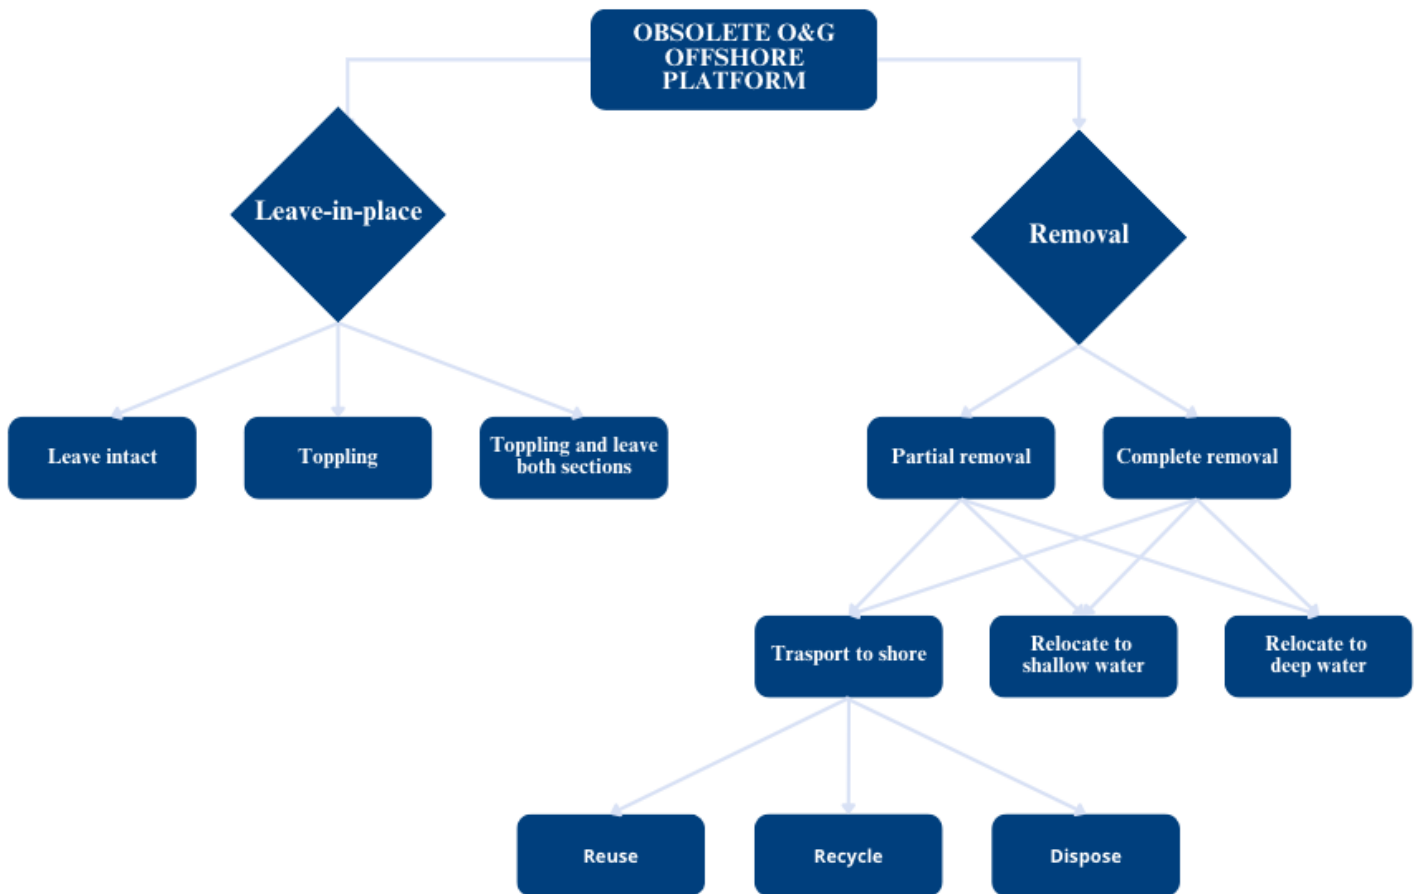 OBSOLETE O&G
OFFSHORE
PLATFORM
Leave-in-place
Removal
Leave intact
Toppling
Toppling and leave
both sections
Partial removal
Complete removal
Trasport to shore
Relocate to
shallow water
Relocate to
deep water
Reuse
Recycle
Dispose